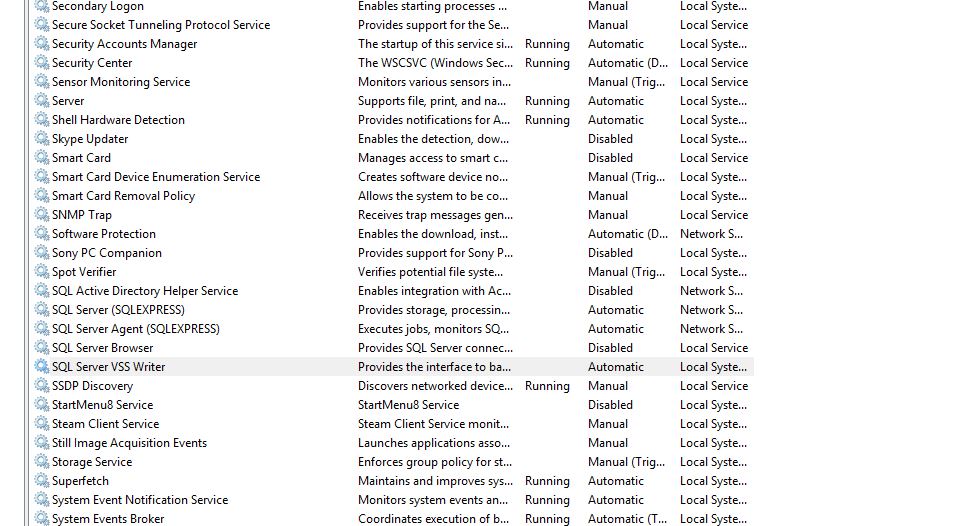 Secondary Logon Enables starting processes ... Manual Local Syste...
Secure Socket Tunneling Protocol Service Provides support for the Se... Manual Local Service
Security Accounts Manager The startup of this service si... Running Automatic Local Syste...
Security Center The WSCSVC (Windows Sec... Running Automatic (D... Local Service
Sensor Monitoring Service Monitors various sensors in... Manual (Trig... Local Service
Server Supports file, print, and na... Running Automatic Local Syste...
Shell Hardware Detection Provides notifications for A... Running Automatic Local Syste...
Skype Updater Enables the detection, dow... Disabled Local Syste...
Smart Card Manages access to smart c... Disabled Local Service
Smart Card Device Enumeration Service Creates software device no... Manual (Trig... Local Syste...
Smart Card Removal Policy Allows the system to be co... Manual Local Syste...
SNMP Trap Receives trap messages gen... Manual Local Service
Software Protection Enables the download, inst... Automatic (D... Network S...
Sony PC Companion Provides support for Sony P... Disabled Local Syste...
Spot Verifier Verifies potential file syste... Manual (Trig... Local Syste...
SQL Active Directory Helper Service Enables integration with Ac... Disabled Network S...
SQL Server (SQLEXPRESS) Provides storage, processin... Automatic Network S...
SQL Server Agent (SQLEXPRESS) Executes jobs, monitors SQ... Automatic Network S...
SQL Server Browser Provides SQL Server connec... Disabled Local Service
SQL Server VSS Writer Provides the interface to ba... Automatic Local Syste...
SSDP Discovery Discovers networked device... Running Manual Local Service
StartMenu8 Service StartMenu8 Service Disabled Local Syste...
Steam Client Service Steam Client Service monit... Manual Local Syste...
Still Image Acquisition Events Launches applications asso... Manual Local Syste...
Storage Service Enforces group policy for st... Manual (Trig... Local Syste...
Superfetch Maintains and improves sys... Running Automatic Local Syste...
System Event Notification Service Monitors system events an... Running Automatic Local Syste...
System Events Broker Coordinates execution of b... Running Automatic (T... Local Syste...